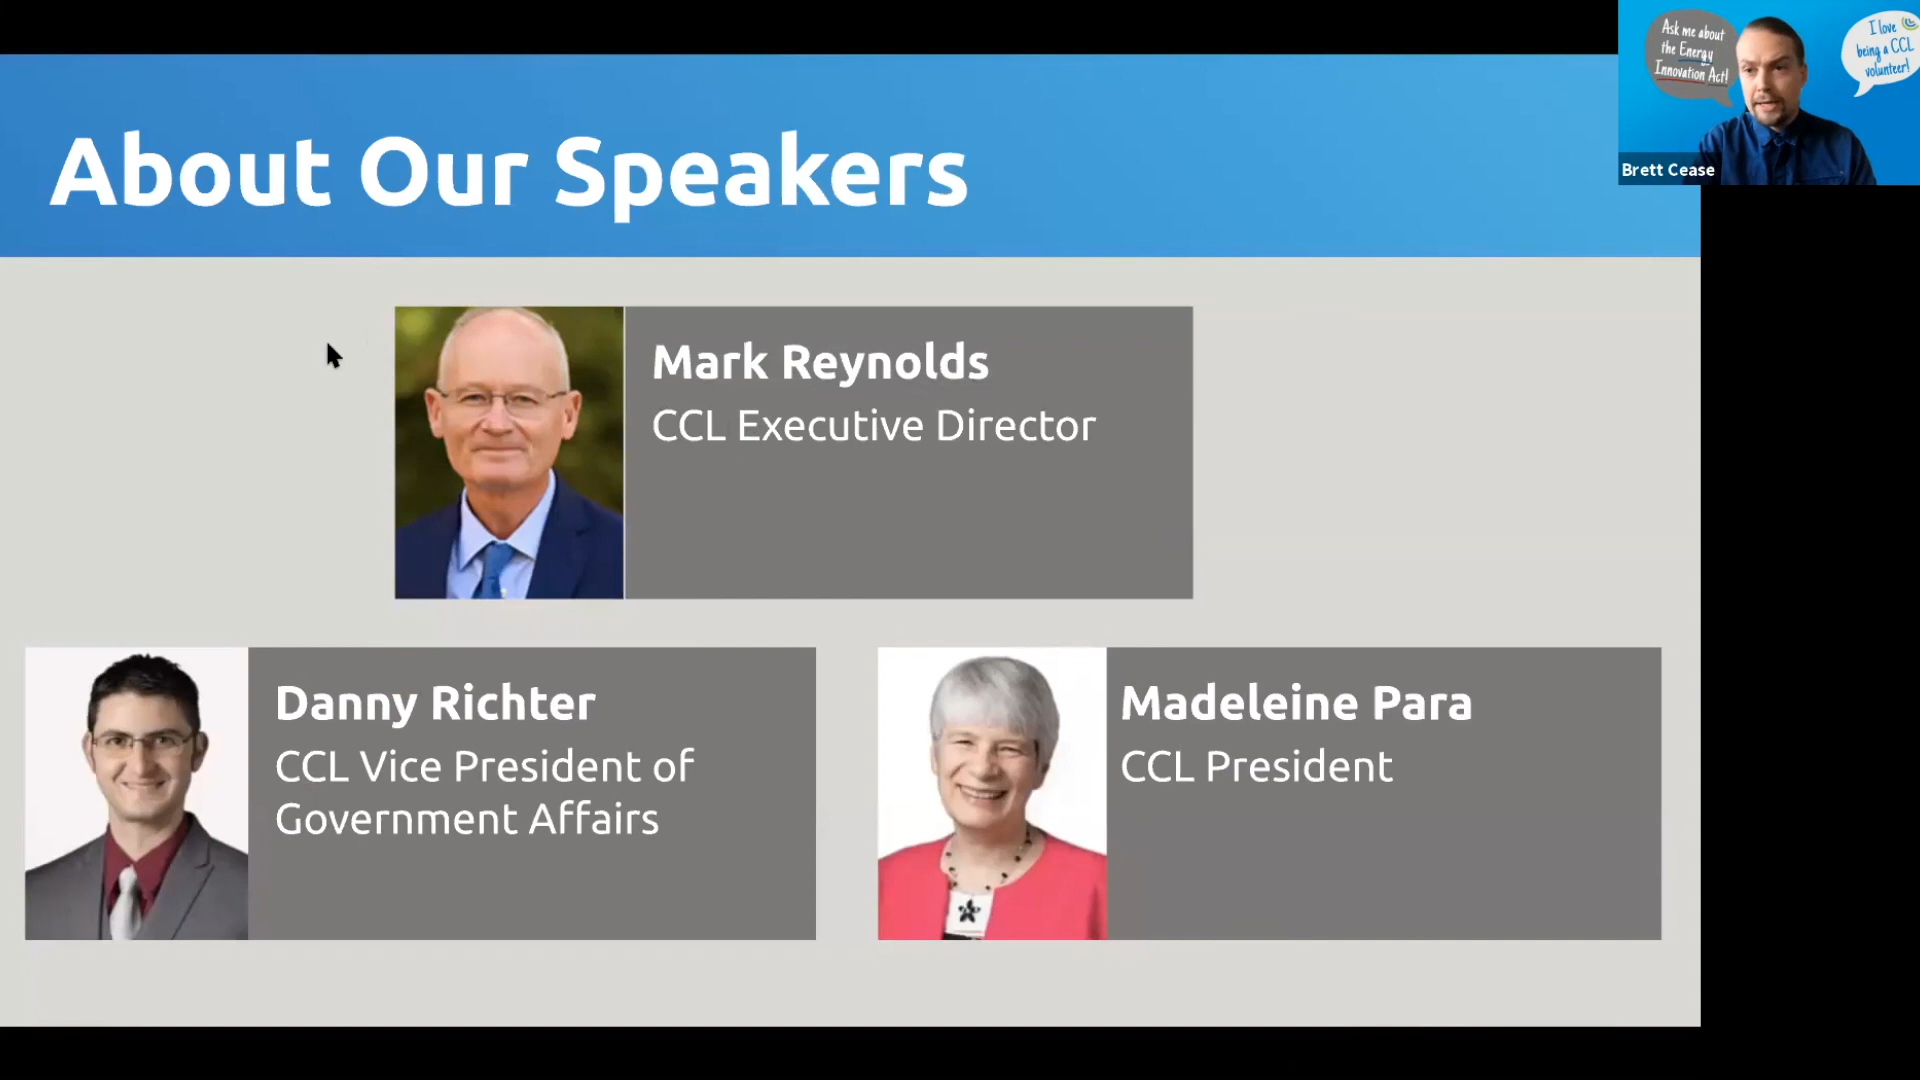 About Our Speakers
Ask me about
the Energy
Innovation Act!
I love
being a CCL
volunteer!
Brett Cease
Mark Reynolds
CCL Executive Director
Danny Richter
CCL Vice President of
Government Affairs
Madeleine Para
CCL President